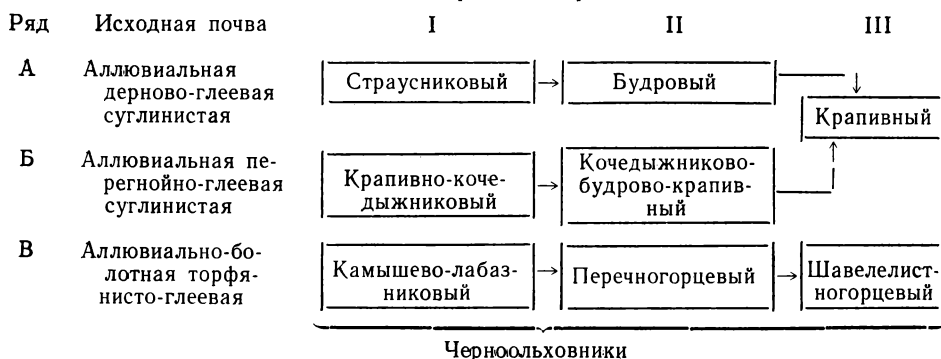 Ряд Исходная почва I II III
А Аллювиальная
дерново-глеевая
суглинистая
Страусниковый → Будровый
Крапивный
Б Аллювиальная пе-
регнойно-глеевая
суглинистая
Крапивно-коче-
дыжниковый
→
Кочедыжниково-
будрово-крапив-
ный
В Аллювиально-бо-
лотная торфя-
нисто-глеевая
Камышево-лабаз-
никовый
→ Перечногорцевый →
Шавелелист-
ногорцевый
Черноольховники